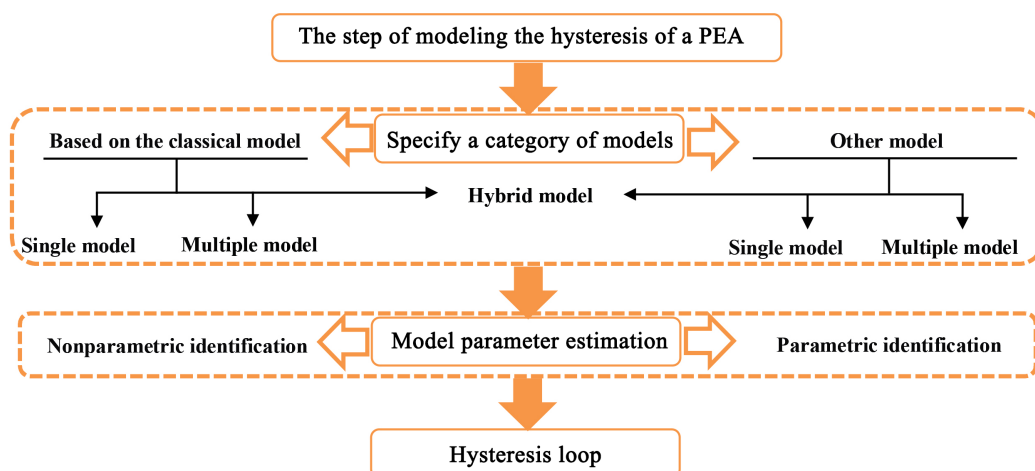 The step of modeling the hysteresis of a PEA
Based on the classical model
Specify a category of models
Other model
Hybrid model
Single model
Multiple model
Single model
Multiple model
Nonparametric identification
Model parameter estimation
Parametric identification
Hysteresis loop